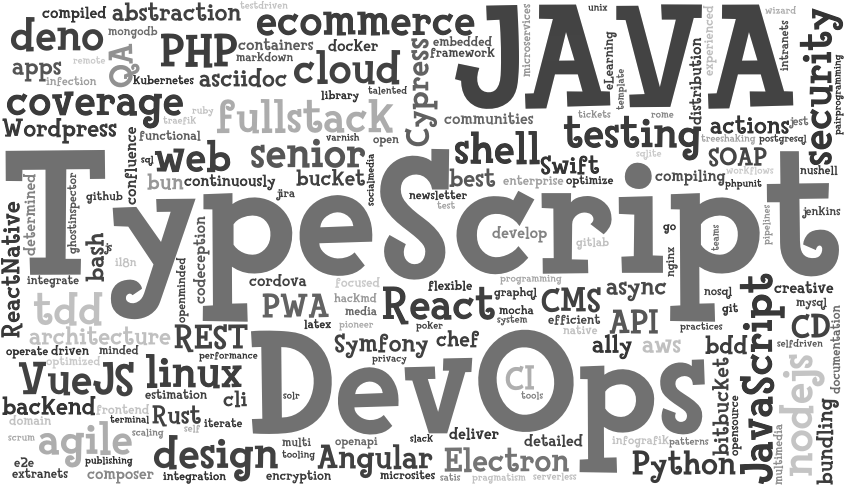 compiled
abstraction
testdriven
ecommerce
JAVA
unix
wizard
deno
mongodb
QA
PHP
containers
docker
embedded
framework
microservices
eLearning
template
distribution
experienced
intranets
security
pairprogramming
apps
remote
infection
kubernetes
asciidoc
markdown
cloud
talented
Cypress
library
coverage
traefik
ruby
fullstack
varnish
open
communities
tickets
rome
testing
treeshaking
actions
jest
postgresql
Wordpress
confluence
functional
sql
web
senior
socialmedia
shell
Swift
sqlite
SOAP
workflows
nushell
bun
continuously
bucket
jira
best
enterprise
optimize
compiling
phpunit
newsletter
test
TypeScript
determined
ghostinspector
github
ReactNative
bash
js
i18n
openminded
codeception
develop
gitlab
go
nginx
teams
pipelines
jenkins
integrate
cordova
focused
programming
tdd
PWA
hackmd
media
React
flexible
graphql
CMS
async
nosql
creative
mysql
git
architecture
REST
latex
pioneer
poker
mocha
system
efficient
native
API
practices
CD
documentation
operate
driven
minded
optimized
performance
Symfony
privacy
chef
ally
aws
bdd
JavaScript
selfdriven
VueJS
linux
DevOps
solr
CI
tools
nodejs
backend
frontend
estimation
cli
bitbucket
opensource
domain
terminal
Rust
iterate
scrum
agile
scaling
self
multi
tooling
openapi
slack
deliver
detailed
infografik
patterns
multimedia
bundling
e2e
extranets
publishing
composer
design
integration
encryption
Angular
microsites
Electron
satis
pragmatism
serverless
Python